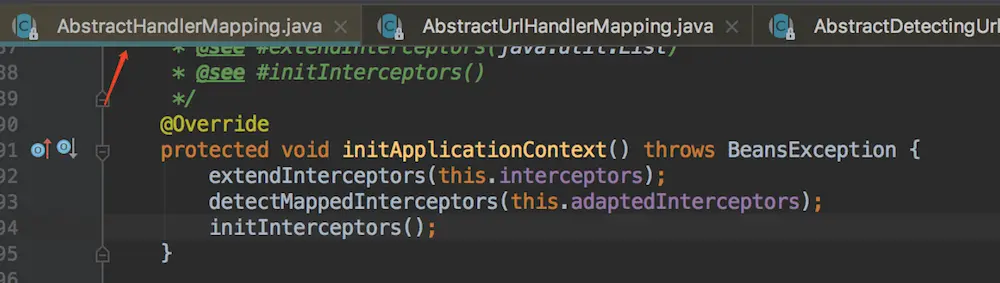 AbstractHandlerMapping.java × AbstractUrlHandlerMapping.java × AbstractDetectingUrl
87 * @see #extendInterceptors(java.util.List)
88 * @see #initInterceptors()
89 */
90 @Override
91 protected void initApplicationContext() throws BeansException {
92 extendInterceptors(this.interceptors);
93 detectMappedInterceptors(this.adaptedInterceptors);
94 initInterceptors();
95 }
96